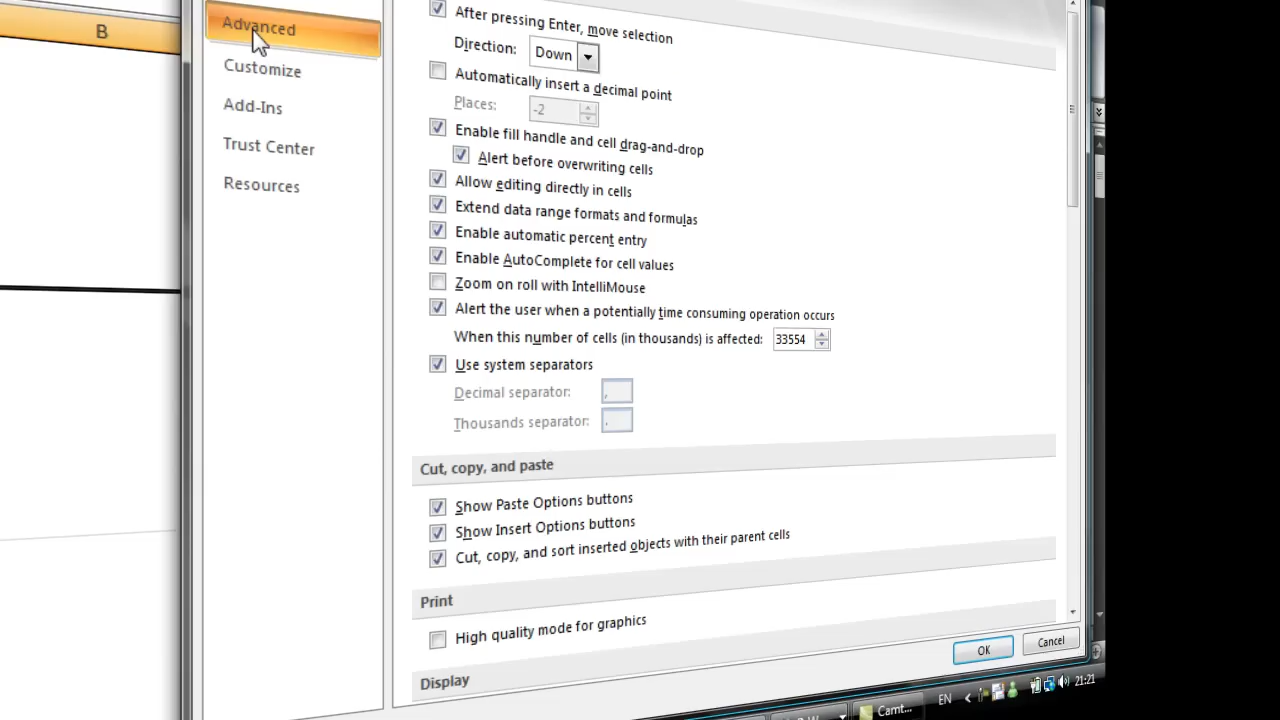 B
Advanced
Customize
Add-Ins
Trust Center
Resources
After pressing Enter, move selection
Direction: Down
Automatically insert a decimal point
Places: -2
Enable fill handle and cell drag-and-drop
Alert before overwriting cells
Allow editing directly in cells
Extend data range formats and formulas
Enable automatic percent entry
Enable AutoComplete for cell values
Zoom on roll with IntelliMouse
Alert the user when a potentially time consuming operation occurs
When this number of cells (in thousands) is affected: 33554
Use system separators
Decimal separator: ,
Thousands separator: .
Cut, copy, and paste
Show Paste Options buttons
Show Insert Options buttons
Cut, copy, and sort inserted objects with their parent cells
Print
High quality mode for graphics
Display
OK
Cancel
Camt...
EN
21:21